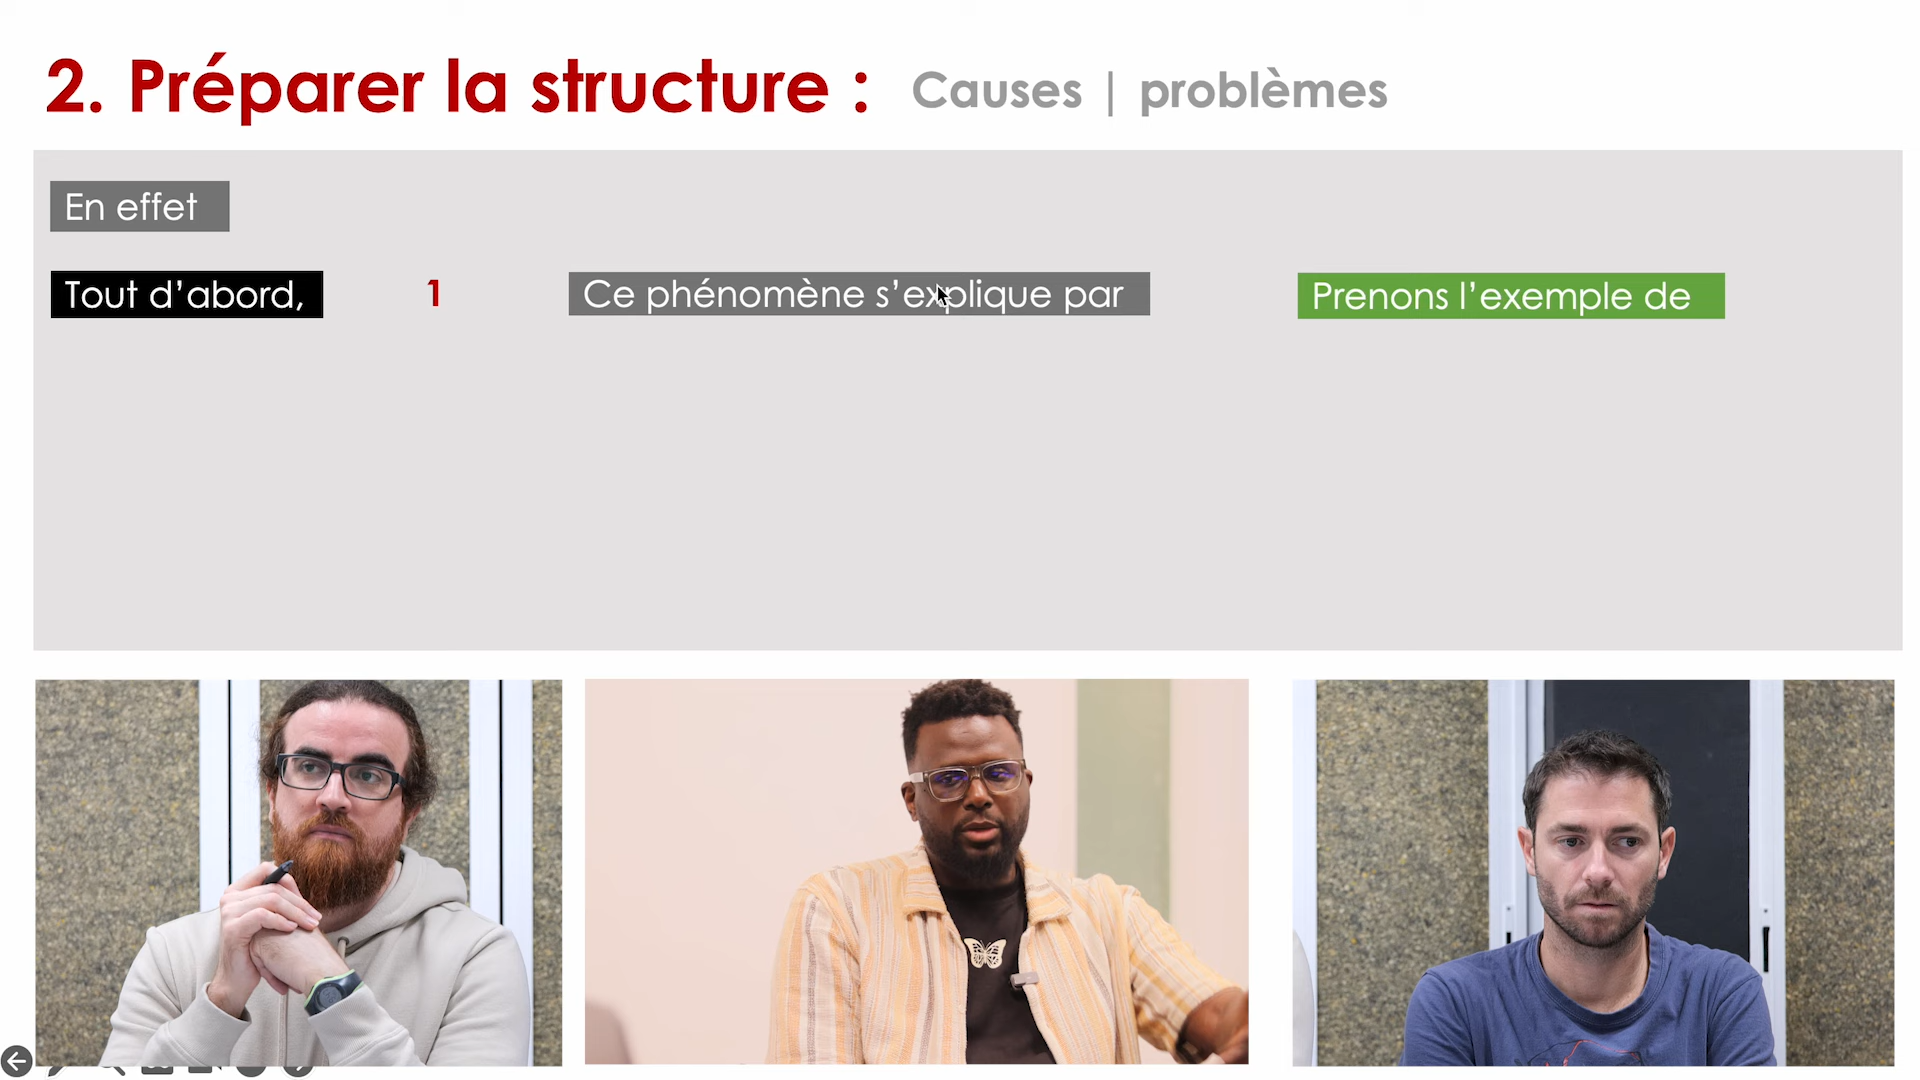 2. Préparer la structure : Causes | problèmes
En effet
Tout d’abord, 1 Ce phénomène s’explique par Prenons l’exemple de